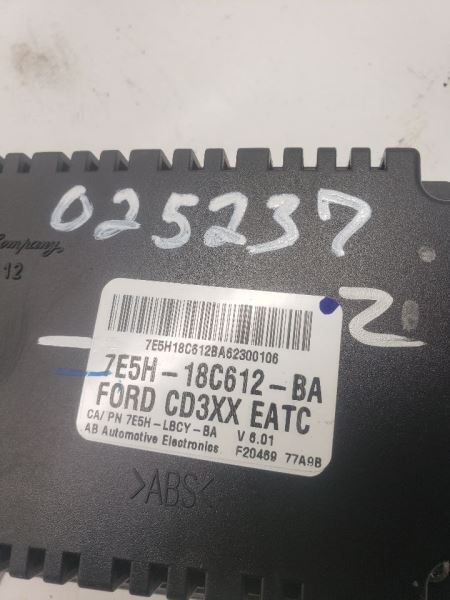 025237
Company
12
2
7E5H18C612BA62300106
7E5H-18C612-BA
FORD CD3XX EATC
CA/PN 7E5H-LBCY-BA V 6.01
AB Automotive Electronics F20469 77A9B
>ABS<